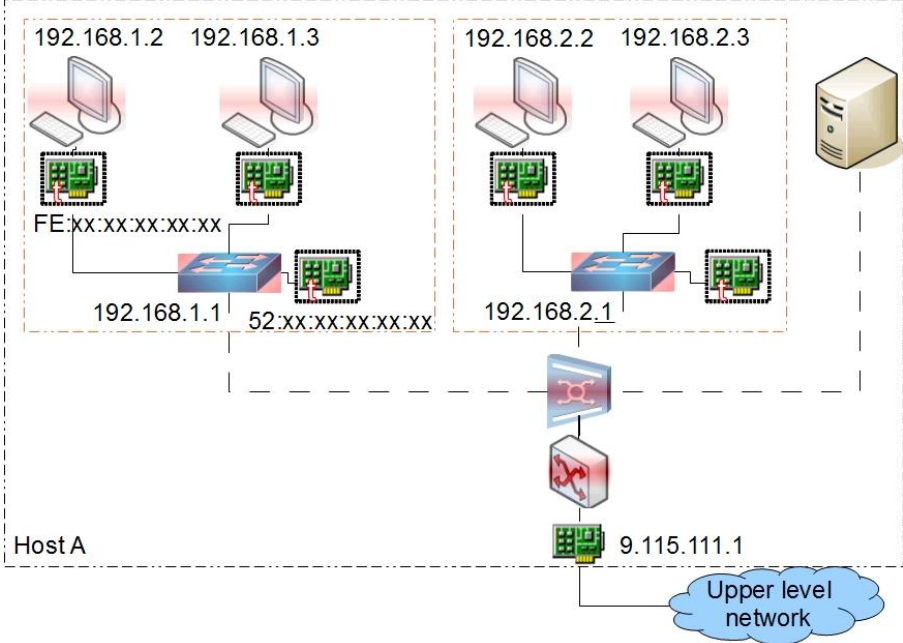 192.168.1.2
192.168.1.3
192.168.2.2
192.168.2.3
FE:xx:xx:xx:xx:xx
192.168.1.1
52:xx:xx:xx:xx:xx
192.168.2.1
Host A
9.115.111.1
Upper level
network